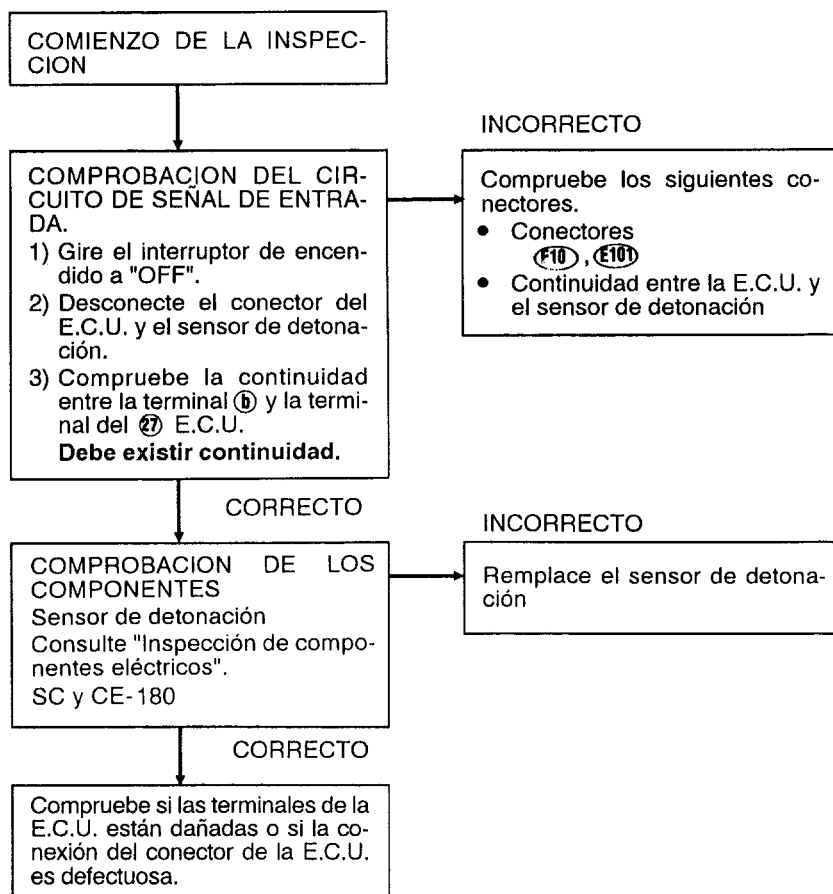 COMIENZO DE LA INSPEC-
CION
COMPROBACION DEL CIR-
CUITO DE SEÑAL DE ENTRA-
DA.
1) Gire el interruptor de encen-
dido a "OFF".
2) Desconecte el conector del
E.C.U. y el sensor de detona-
ción.
3) Compruebe la continuidad
entre la terminal ⓑ y la termi-
nal del ㉗ E.C.U.
Debe existir continuidad.
INCORRECTO
Compruebe los siguientes co-
nectores.
● Conectores
F10 , E101
● Continuidad entre la E.C.U. y
el sensor de detonación
CORRECTO
COMPROBACION DE LOS
COMPONENTES
Sensor de detonación
Consulte "Inspección de compo-
nentes eléctricos".
SC y CE-180
INCORRECTO
Remplace el sensor de detona-
ción
CORRECTO
Compruebe si las terminales de la
E.C.U. están dañadas o si la co-
nexión del conector de la E.C.U.
es defectuosa.